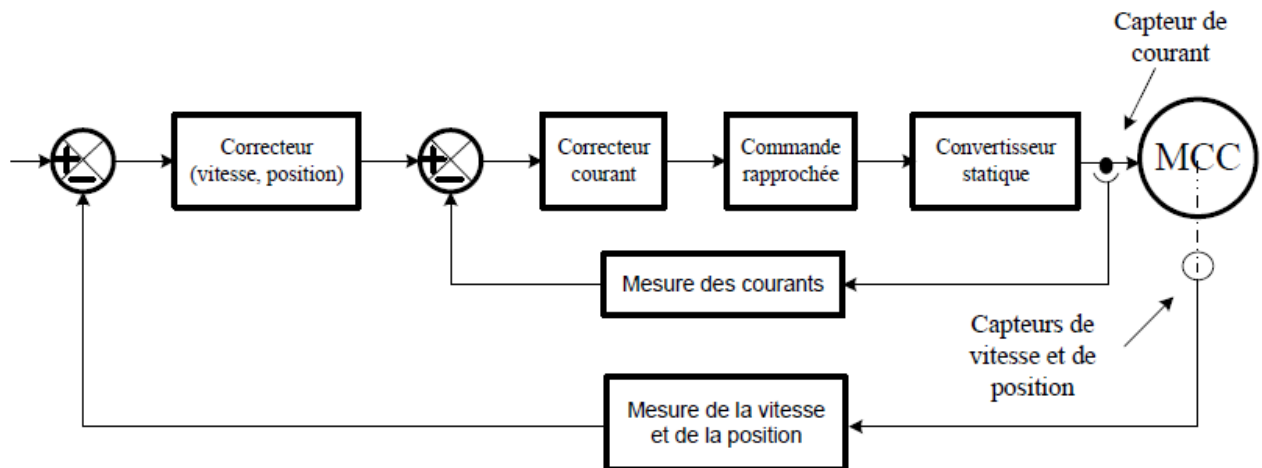 Capteur de
courant
Correcteur
(vitesse, position)
Correcteur
courant
Commande
rapprochée
Convertisseur
statique
MCC
Mesure des courants
Capteurs de
vitesse et de
position
Mesure de la vitesse
et de la position